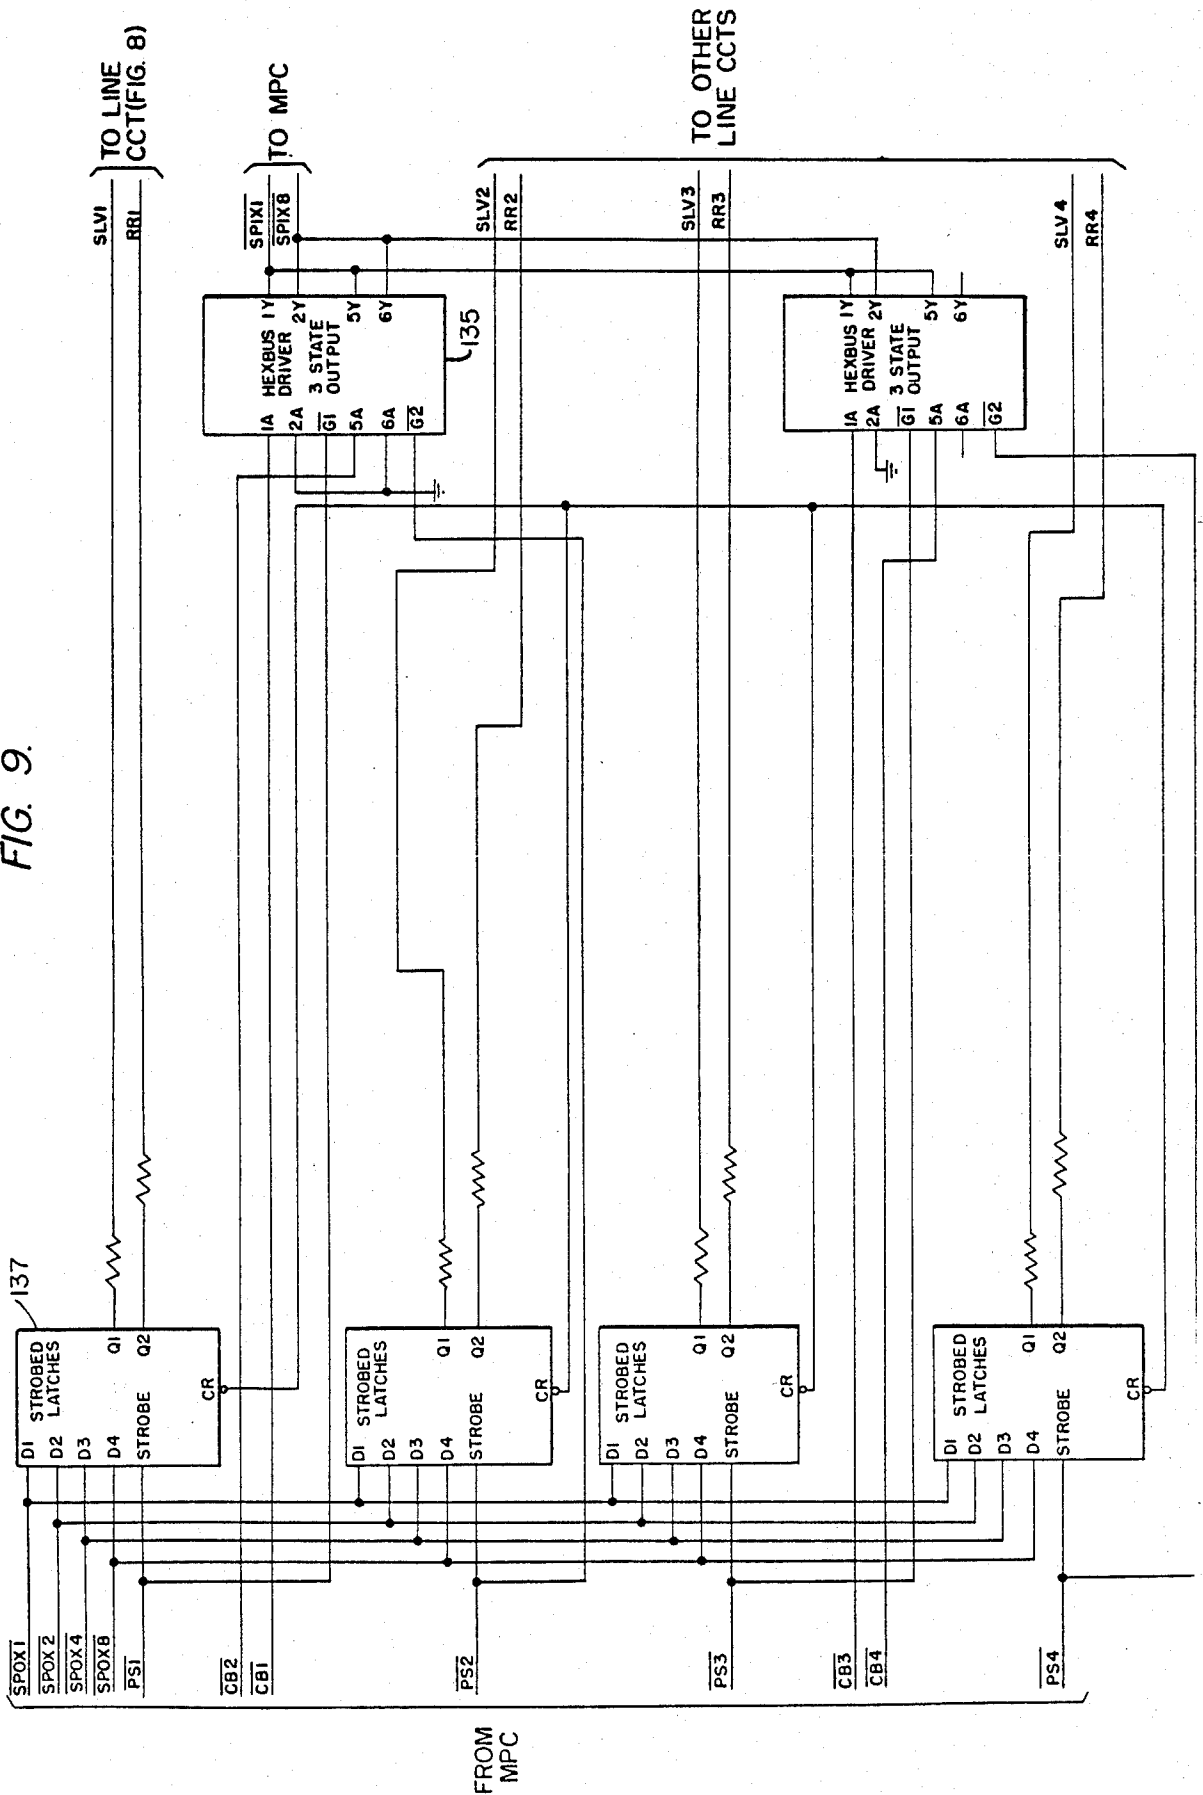 FIG. 9.
TO LINE
CCT(FIG. 8)
SLV1
RR1
TO MPC
SPIX1
SPIX8
SLV2
RR2
TO OTHER
LINE CCTS
SLV3
RR3
SLV4
RR4
1A HEXBUS 1Y
2A DRIVER 2Y
G1 3 STATE
OUTPUT
5A 5Y
6A 6Y
G2
135
1A HEXBUS 1Y
2A DRIVER 2Y
G1 3 STATE
OUTPUT
5A 5Y
6A 6Y
G2
137
D1 STROBED
D2 LATCHES
D3
D4 Q1
STROBE Q2
CR
D1 STROBED
D2 LATCHES
D3
D4 Q1
STROBE Q2
CR
D1 STROBED
D2 LATCHES
D3
D4 Q1
STROBE Q2
CR
D1 STROBED
D2 LATCHES
D3
D4 Q1
STROBE Q2
CR
SPOX1
SPOX2
SPOX4
SPOX8
PS1
CB2
CB1
PS2
PS3
CB3
CB4
PS4
FROM
MPC